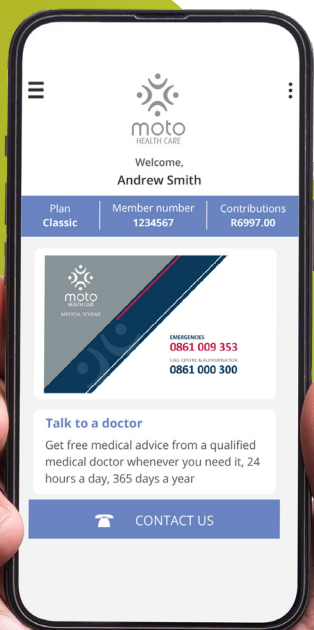 moto
HEALTH CARE
Welcome,
Andrew Smith
Plan
Classic
Member number
1234567
Contributions
R6997.00
moto
HEALTH CARE
MEDICAL SCHEME
EMERGENCIES
0861 009 353
CALL CENTRE & AUTHORISATION
0861 000 300
Talk to a doctor
Get free medical advice from a qualified
medical doctor whenever you need it, 24
hours a day, 365 days a year
CONTACT US